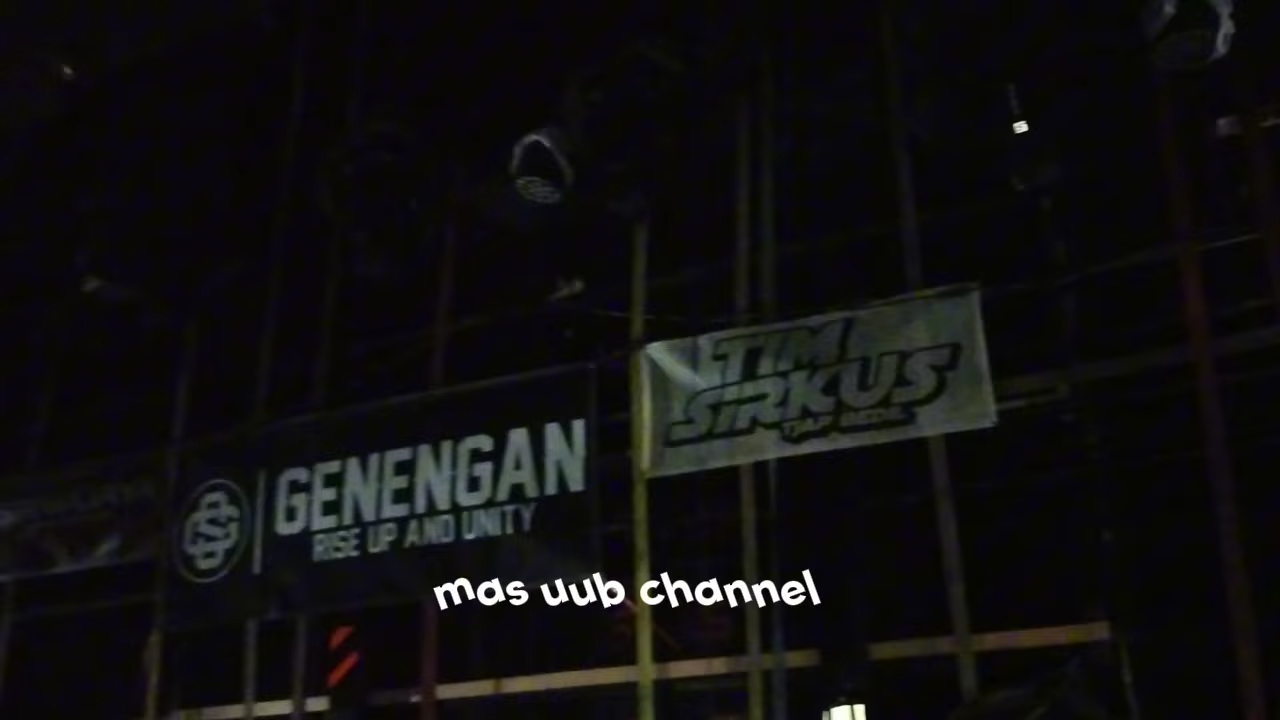 TIM
SIRKUS
GENENGAN
RISE UP AND UNITY
mas uub channel